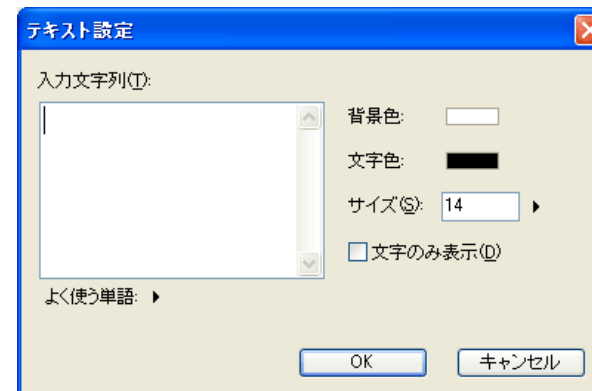 テキスト設定
入力文字列(T):
背景色:
文字色:
サイズ(S): 14
文字のみ表示(D)
よく使う単語:
OK キャンセル